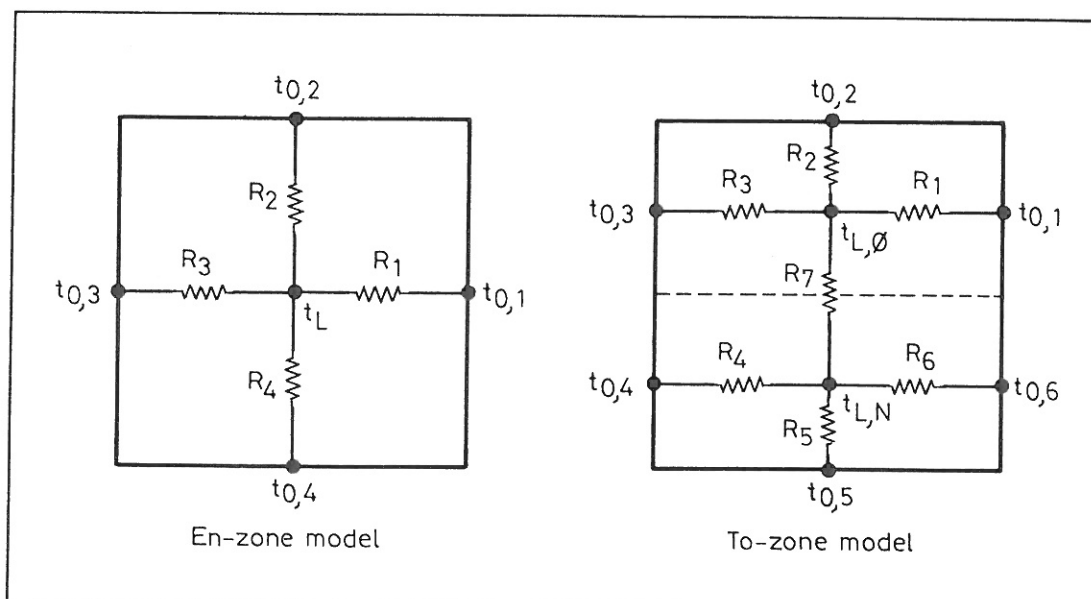 t0,2
R2
R3
R1
t0,3
tL
t0,1
R4
t0,4
En-zone model
t0,2
R2
R3
R1
t0,3
tL,Ø
t0,1
R7
R4
R6
t0,4
tL,N
t0,6
R5
t0,5
To-zone model